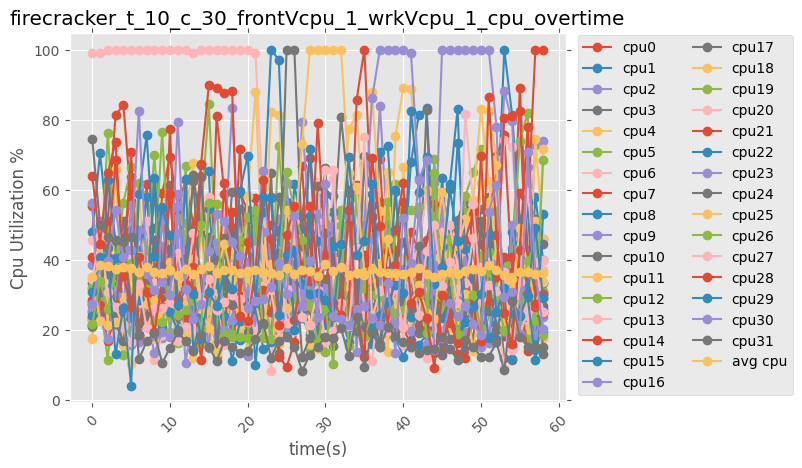 firecracker_t_10_c_30_frontVcpu_1_wrkVcpu_1_cpu_overtime
Cpu Utilization %
100
80
60
40
20
0
0
10
20
30
40
50
60
time(s)
cpu0
cpu1
cpu2
cpu3
cpu4
cpu5
cpu6
cpu7
cpu8
cpu9
cpu10
cpu11
cpu12
cpu13
cpu14
cpu15
cpu16
cpu17
cpu18
cpu19
cpu20
cpu21
cpu22
cpu23
cpu24
cpu25
cpu26
cpu27
cpu28
cpu29
cpu30
cpu31
avg cpu